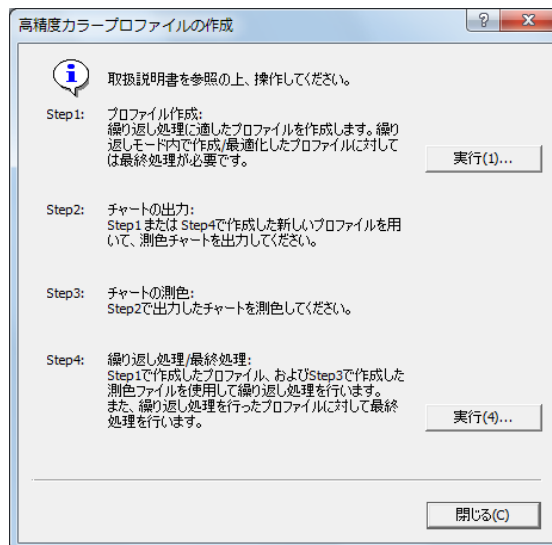 高精度カラープロファイルの作成
取扱説明書を参照の上、操作してください。
Step1:
プロファイル作成:
繰り返し処理に適したプロファイルを作成します。繰り
返しモード内で作成/最適化したプロファイルに対して
は最終処理が必要です。
実行(1)...
Step2:
チャートの出力:
Step1または Step4で作成した新しいプロファイルを用
いて、測色チャートを出力してください。
Step3:
チャートの測色:
Step2で出力したチャートを測色してください。
Step4:
繰り返し処理/最終処理:
Step1で作成したプロファイル、およびStep3で作成した
測色ファイルを使用して繰り返し処理を行います。
また、繰り返し処理を行ったプロファイルに対して最終
処理を行います。
実行(4)...
閉じる(C)